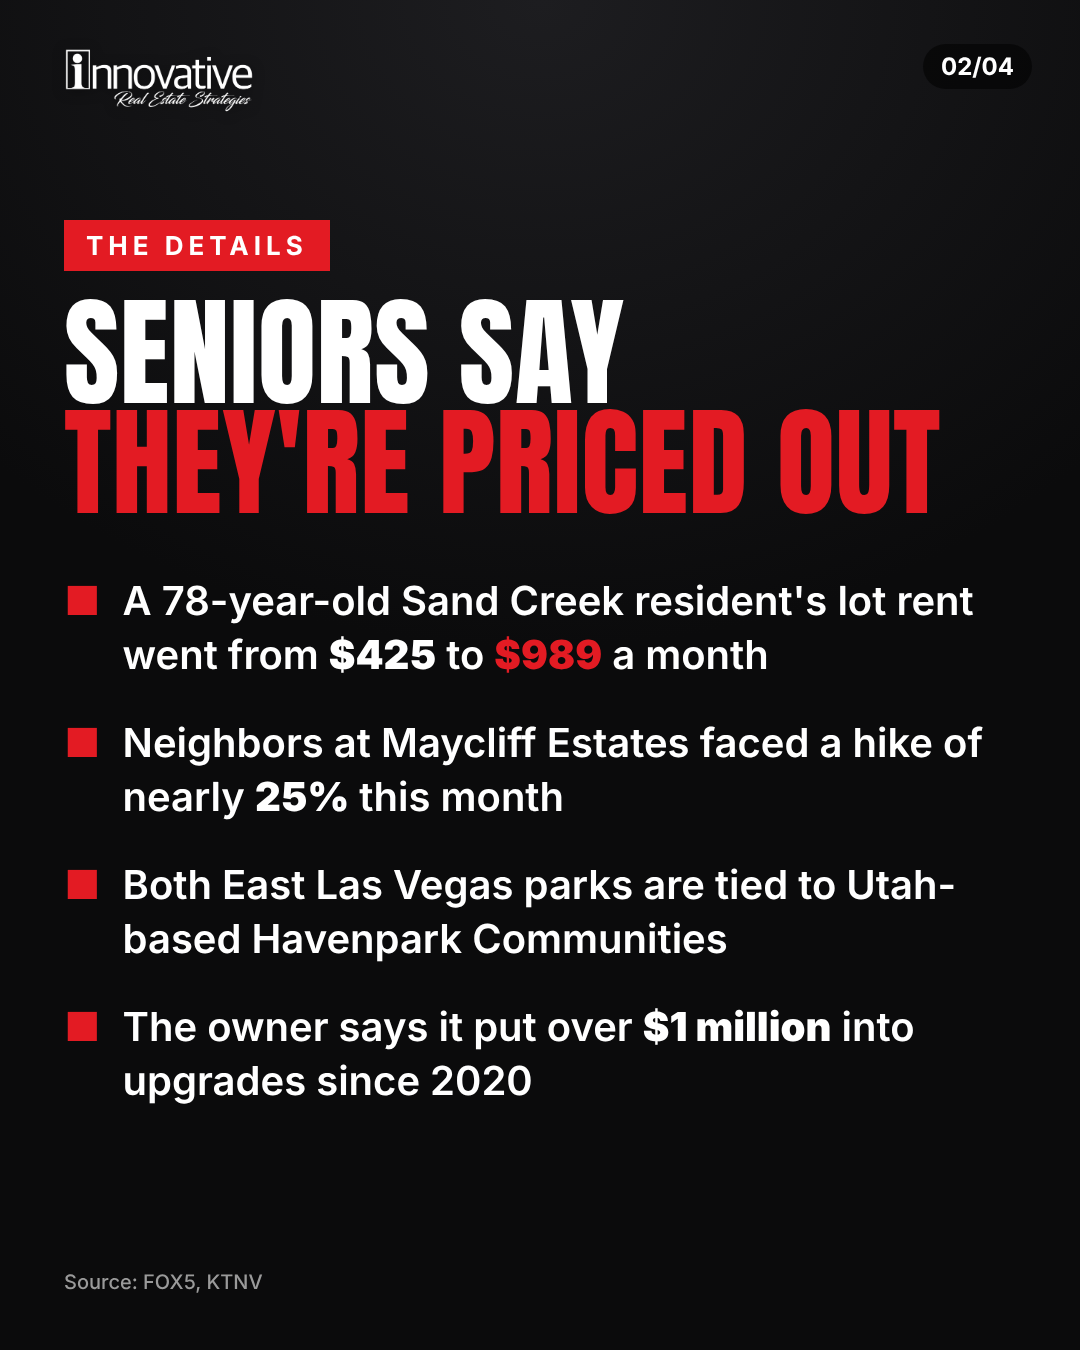 innovative
Real Estate Strategies
02/04
THE DETAILS
SENIORS SAY
THEY'RE PRICED OUT
A 78-year-old Sand Creek resident's lot rent
went from $425 to $989 a month
Neighbors at Maycliff Estates faced a hike of
nearly 25% this month
Both East Las Vegas parks are tied to Utah-
based Havenpark Communities
The owner says it put over $1 million into
upgrades since 2020
Source: FOX5, KTNV